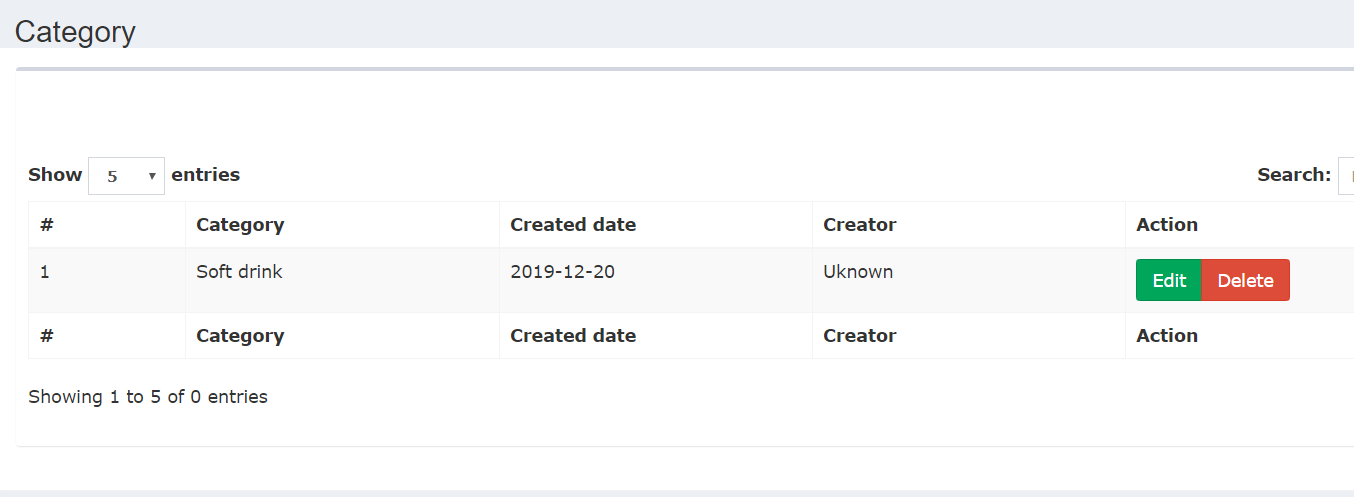 Category
Show 5 entries Search:
# Category Created date Creator Action
1 Soft drink 2019-12-20 Uknown Edit Delete
# Category Created date Creator Action
Showing 1 to 5 of 0 entries